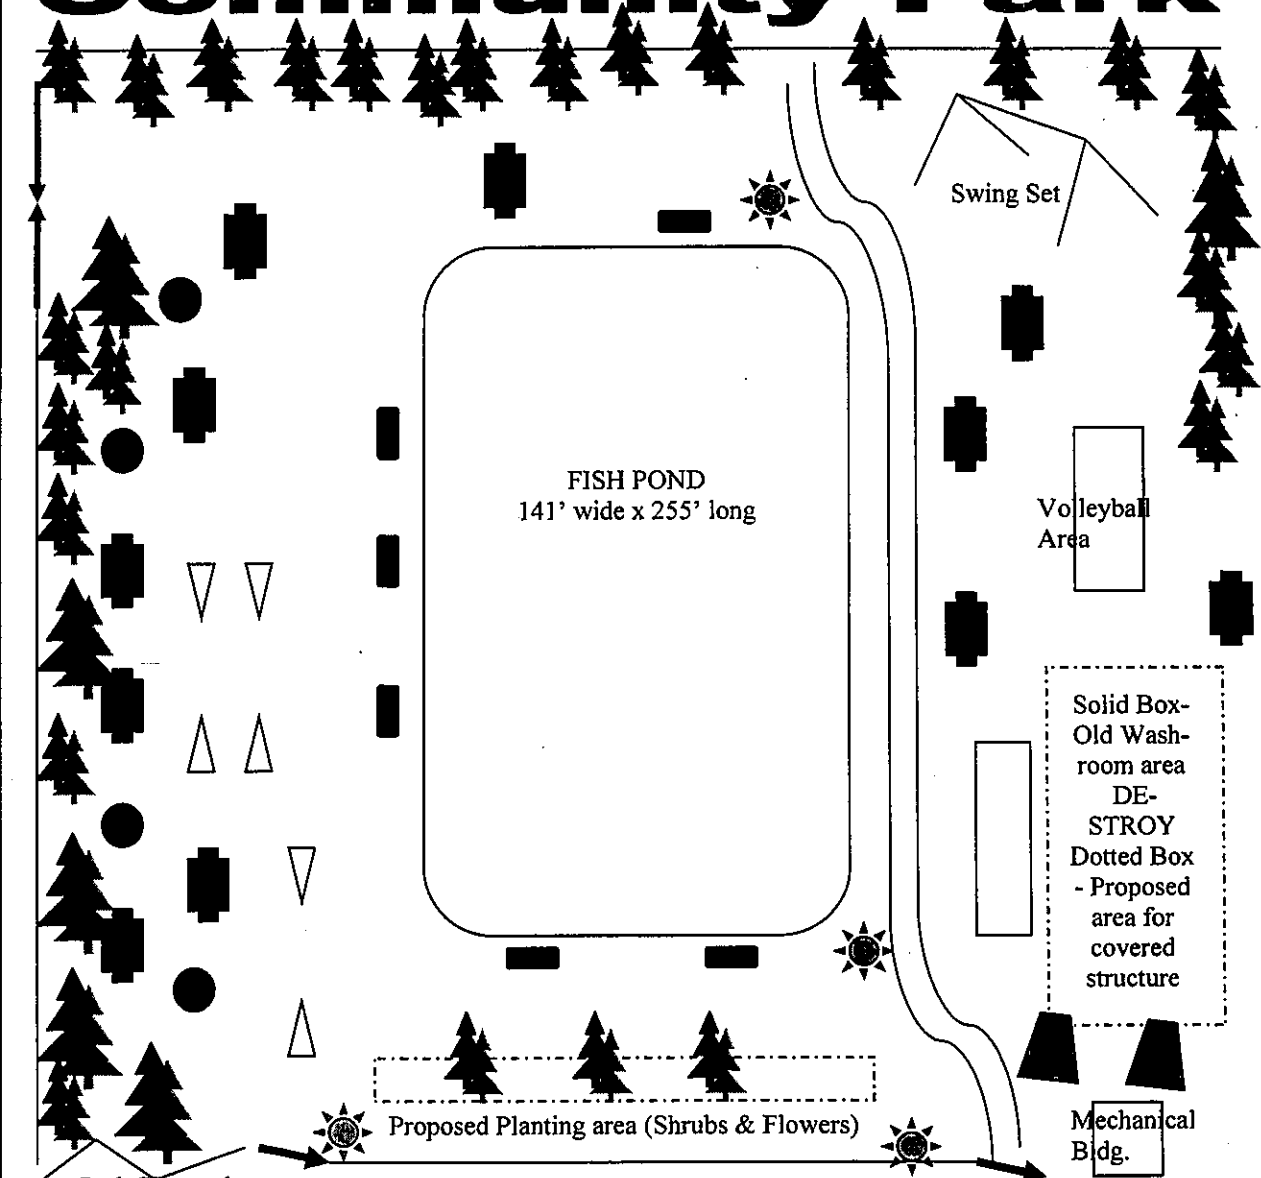 Community Park
Swing Set
FISH POND
141’ wide x 255’ long
Volleyball
Area
Solid Box-
Old Wash-
room area
DE-
STROY
Dotted Box
- Proposed
area for
covered
structure
Proposed Planting area (Shrubs & Flowers)
Mechanical
Bldg.